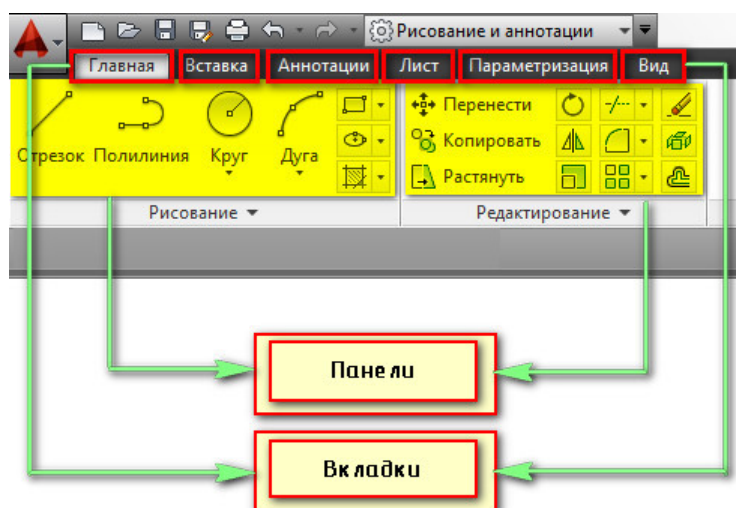 Рисование и аннотации
Главная Вставка Аннотации Лист Параметризация Вид
Отрезок Полилиния Круг Дуга
Перенести
Копировать
Растянуть
Рисование
Редактирование
Панели
Вкладки